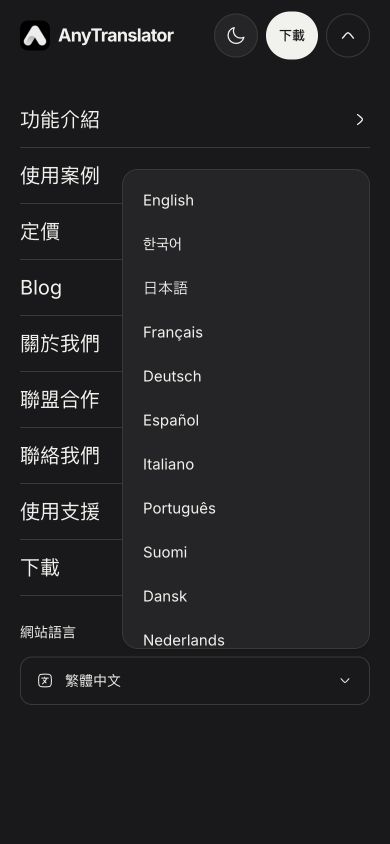 AnyTranslator
下載
功能介紹
使用案例
定價
Blog
關於我們
聯盟合作
聯絡我們
使用支援
下載
English
한국어
日本語
Français
Deutsch
Español
Italiano
Português
Suomi
Dansk
Nederlands
網站語言
繁體中文